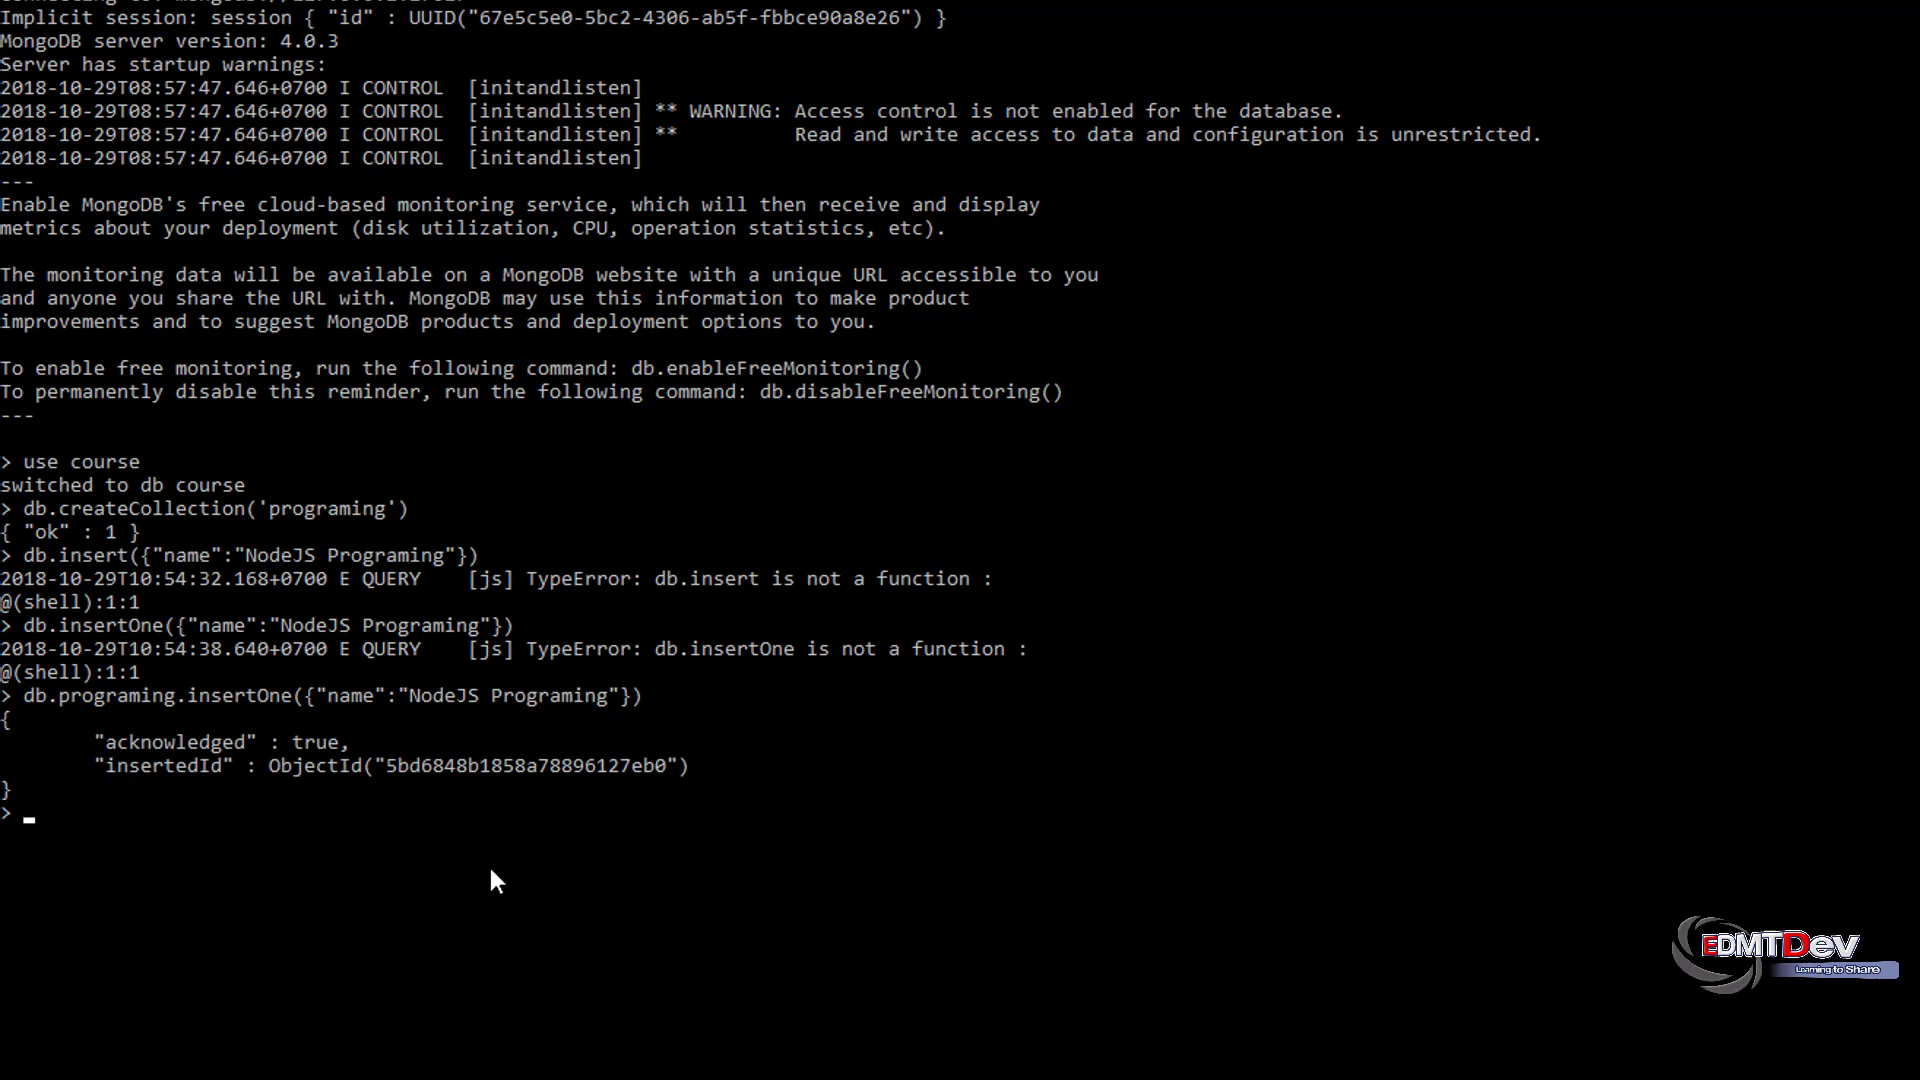 Implicit session: session { "id" : UUID("67e5c5e0-5bc2-4306-ab5f-fbbce90a8e26") }
MongoDB server version: 4.0.3
Server has startup warnings:
2018-10-29T08:57:47.646+0700 I CONTROL  [initandlisten]
2018-10-29T08:57:47.646+0700 I CONTROL  [initandlisten] ** WARNING: Access control is not enabled for the database.
2018-10-29T08:57:47.646+0700 I CONTROL  [initandlisten] **          Read and write access to data and configuration is unrestricted.
2018-10-29T08:57:47.646+0700 I CONTROL  [initandlisten]
---
Enable MongoDB's free cloud-based monitoring service, which will then receive and display
metrics about your deployment (disk utilization, CPU, operation statistics, etc).
The monitoring data will be available on a MongoDB website with a unique URL accessible to you
and anyone you share the URL with. MongoDB may use this information to make product
improvements and to suggest MongoDB products and deployment options to you.
To enable free monitoring, run the following command: db.enableFreeMonitoring()
To permanently disable this reminder, run the following command: db.disableFreeMonitoring()
---
> use course
switched to db course
> db.createCollection('programing')
{ "ok" : 1 }
> db.insert({"name":"NodeJS Programing"})
2018-10-29T10:54:32.168+0700 E QUERY    [js] TypeError: db.insert is not a function :
@(shell):1:1
> db.insertOne({"name":"NodeJS Programing"})
2018-10-29T10:54:38.640+0700 E QUERY    [js] TypeError: db.insertOne is not a function :
@(shell):1:1
> db.programing.insertOne({"name":"NodeJS Programing"})
{
        "acknowledged" : true,
        "insertedId" : ObjectId("5bd6848b1858a78896127eb0")
}
>
EDMTDev
Learning to Share